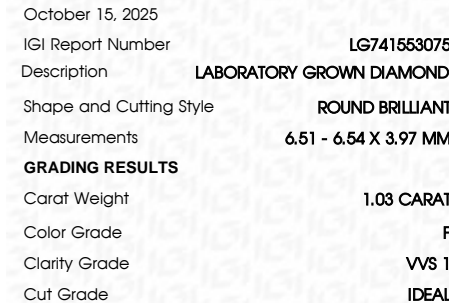 October 15, 2025
IGI Report Number LG741553075
Description LABORATORY GROWN DIAMOND
Shape and Cutting Style ROUND BRILLIANT
Measurements 6.51 - 6.54 X 3.97 MM
GRADING RESULTS
Carat Weight 1.03 CARAT
Color Grade
Clarity Grade VVS 1
Cut Grade IDEAL